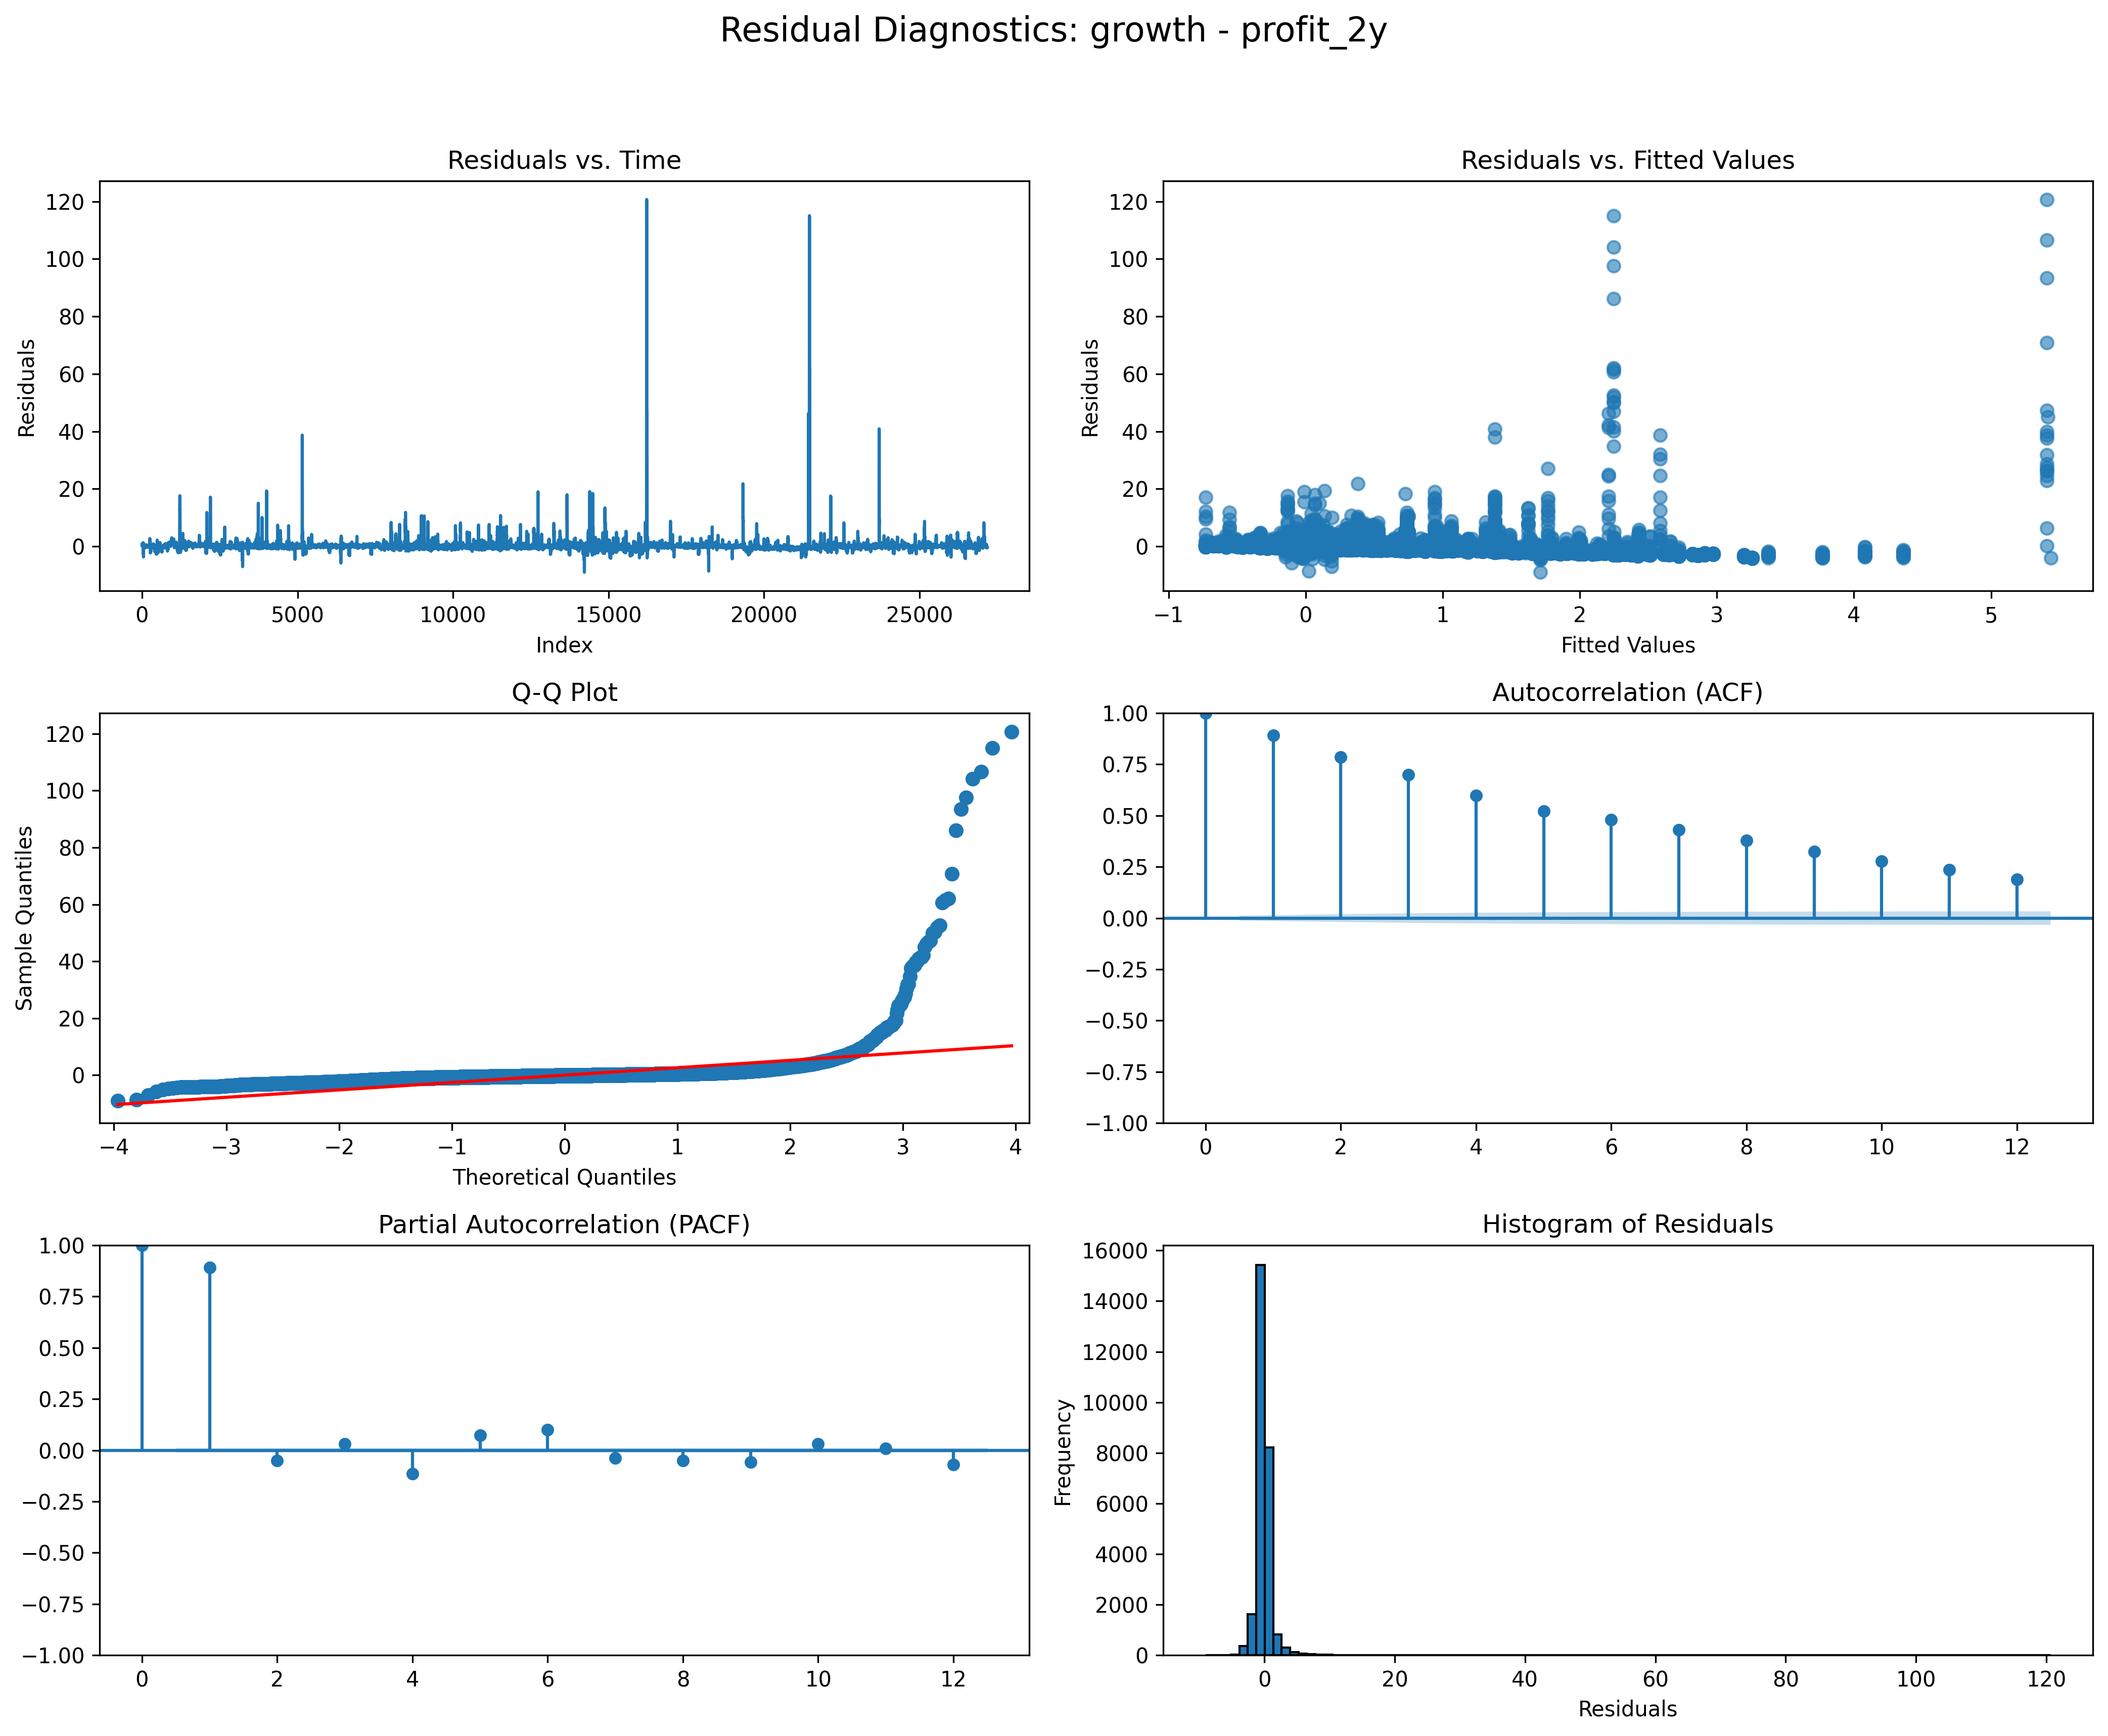 Residual Diagnostics: growth - profit_2y
Residuals vs. Time
120
100
80
60
40
20
0
Residuals
0 5000 10000 15000 20000 25000
Index
Residuals vs. Fitted Values
120
100
80
60
40
20
0
Residuals
−1 0 1 2 3 4 5
Fitted Values
Q-Q Plot
120
100
80
60
40
20
0
Sample Quantiles
−4 −3 −2 −1 0 1 2 3 4
Theoretical Quantiles
Autocorrelation (ACF)
1.00
0.75
0.50
0.25
0.00
−0.25
−0.50
−0.75
−1.00
0 2 4 6 8 10 12
Partial Autocorrelation (PACF)
1.00
0.75
0.50
0.25
0.00
−0.25
−0.50
−0.75
−1.00
0 2 4 6 8 10 12
Histogram of Residuals
16000
14000
12000
10000
8000
6000
4000
2000
0
Frequency
0 20 40 60 80 100 120
Residuals